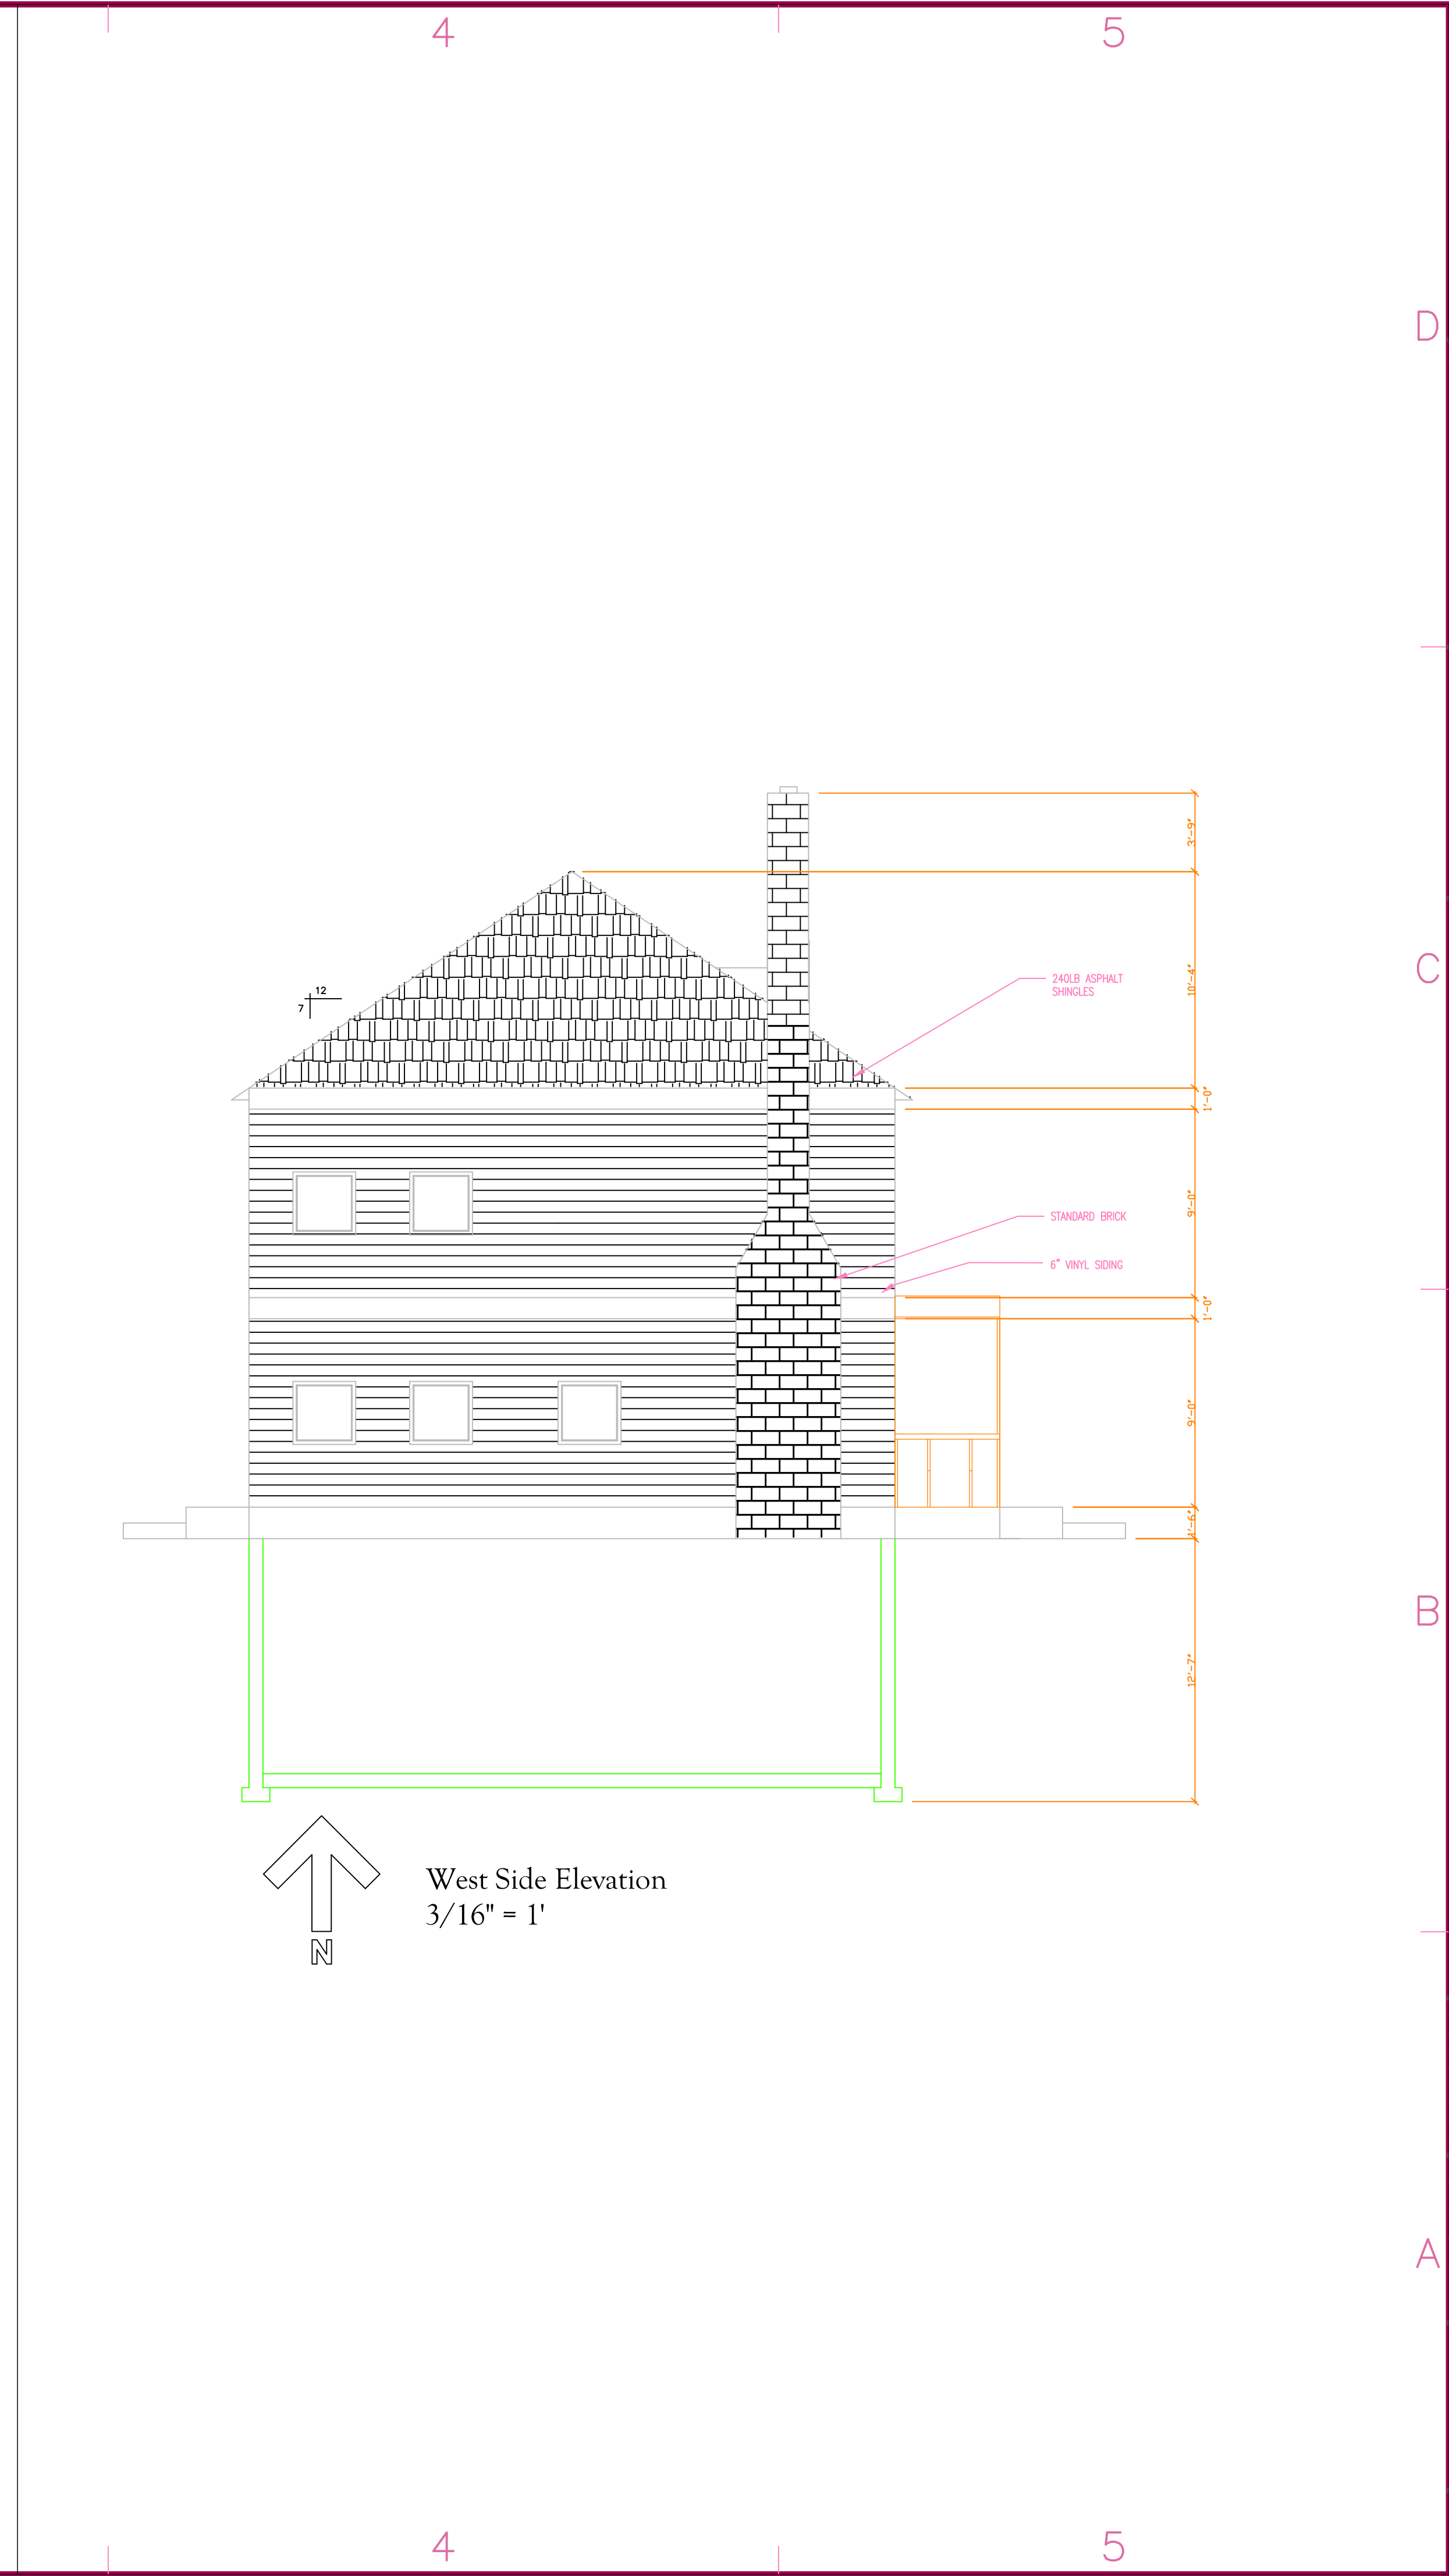 4
5
D
3'-9"
C
10'-4"
240LB ASPHALT
SHINGLES
12
7
1'-0"
9'-0"
STANDARD BRICK
6" VINYL SIDING
1'-0"
9'-0"
1'-6"
B
12'-7"
West Side Elevation
3/16" = 1'
N
A
4
5